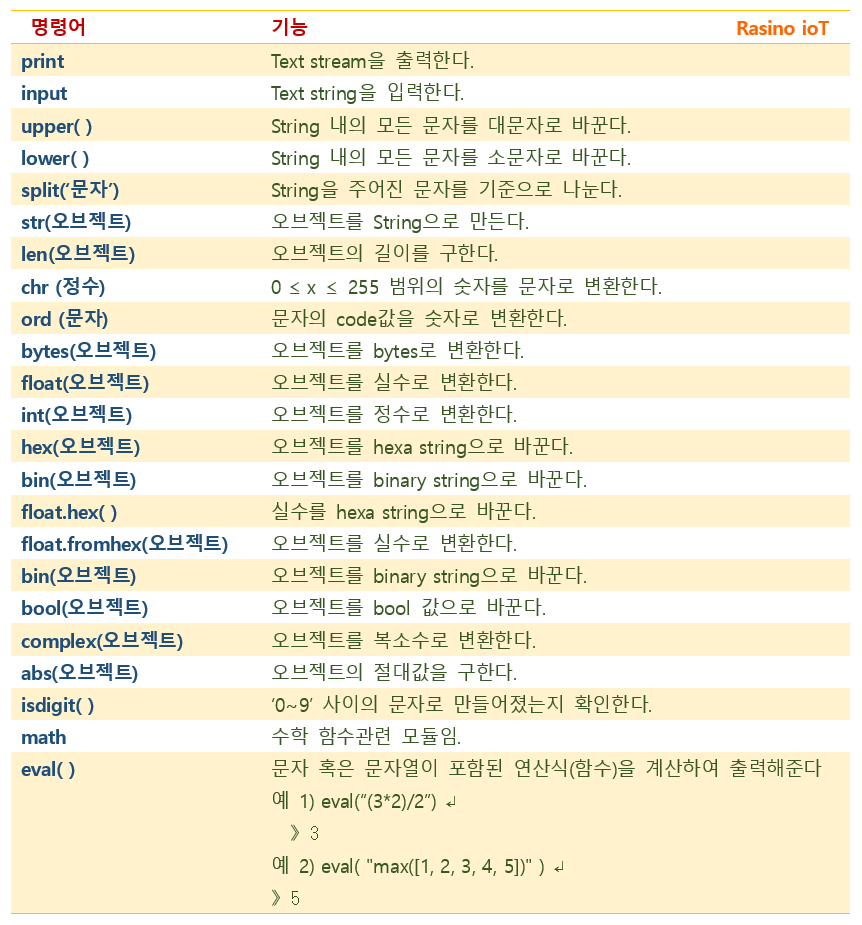 명령어 기능 Rasino ioT
print Text stream을 출력한다.
input Text string을 입력한다.
upper( ) String 내의 모든 문자를 대문자로 바꾼다.
lower( ) String 내의 모든 문자를 소문자로 바꾼다.
split(‘문자’) String을 주어진 문자를 기준으로 나눈다.
str(오브젝트) 오브젝트를 String으로 만든다.
len(오브젝트) 오브젝트의 길이를 구한다.
chr (정수) 0 ≤ x ≤ 255 범위의 숫자를 문자로 변환한다.
ord (문자) 문자의 code값을 숫자로 변환한다.
bytes(오브젝트) 오브젝트를 bytes로 변환한다.
float(오브젝트) 오브젝트를 실수로 변환한다.
int(오브젝트) 오브젝트를 정수로 변환한다.
hex(오브젝트) 오브젝트를 hexa string으로 바꾼다.
bin(오브젝트) 오브젝트를 binary string으로 바꾼다.
float.hex( ) 실수를 hexa string으로 바꾼다.
float.fromhex(오브젝트) 오브젝트를 실수로 변환한다.
bin(오브젝트) 오브젝트를 binary string으로 바꾼다.
bool(오브젝트) 오브젝트를 bool 값으로 바꾼다.
complex(오브젝트) 오브젝트를 복소수로 변환한다.
abs(오브젝트) 오브젝트의 절대값을 구한다.
isdigit( ) ‘0~9‘ 사이의 문자로 만들어졌는지 확인한다.
math 수학 함수관련 모듈임.
eval( ) 문자 혹은 문자열이 포함된 연산식(함수)을 계산하여 출력해준다
예 1) eval(“(3*2)/2”) ↲
》3
예 2) eval( "max([1, 2, 3, 4, 5])" ) ↲
》5